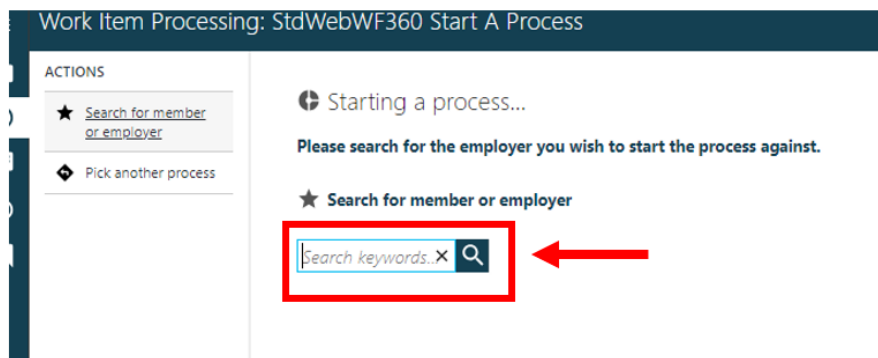 Work Item Processing: StdWebWF360 Start A Process
ACTIONS
Search for member
or employer
Pick another process
Starting a process...
Please search for the employer you wish to start the process against.
Search for member or employer
Search keywords..